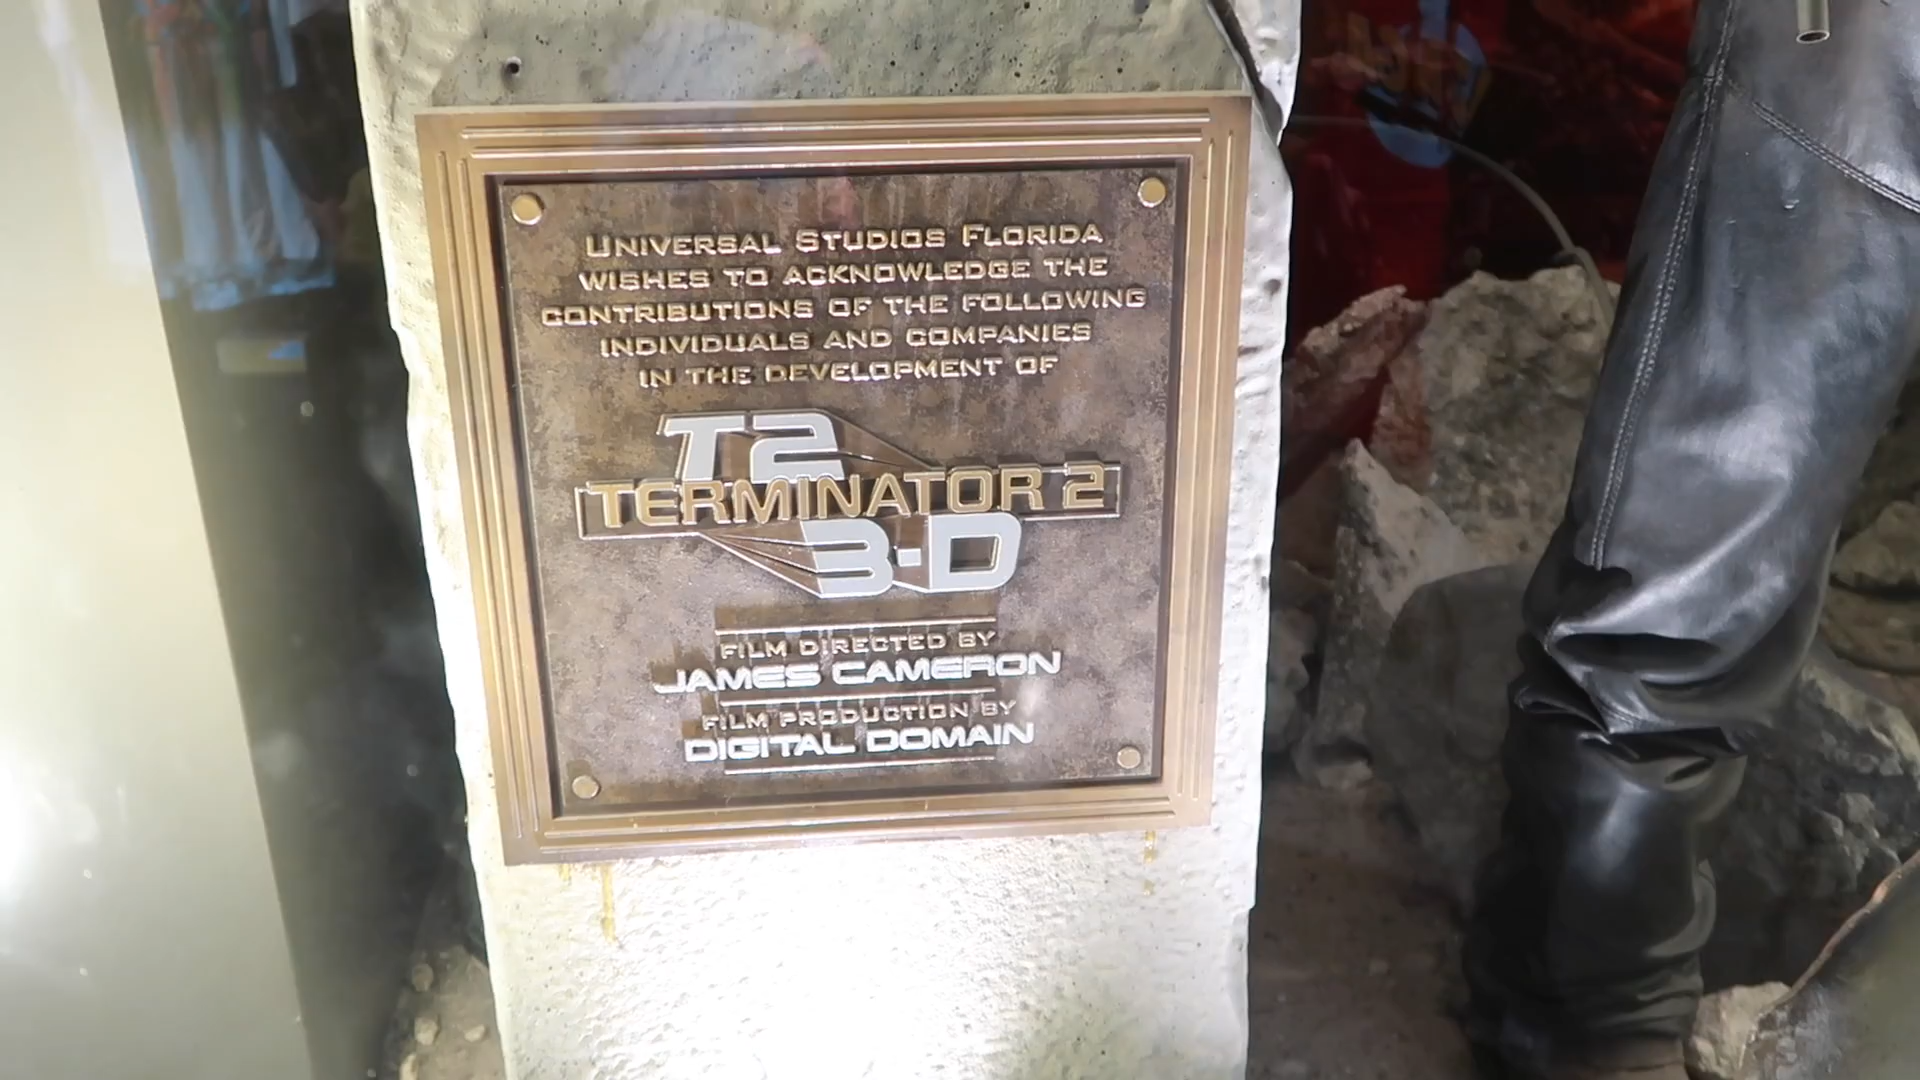 UNIVERSAL STUDIOS FLORIDA
WISHES TO ACKNOWLEDGE THE
CONTRIBUTIONS OF THE FOLLOWING
INDIVIDUALS AND COMPANIES
IN THE DEVELOPMENT OF
T2
TERMINATOR 2
3-D
FILM DIRECTED BY
JAMES CAMERON
FILM PRODUCTION BY
DIGITAL DOMAIN